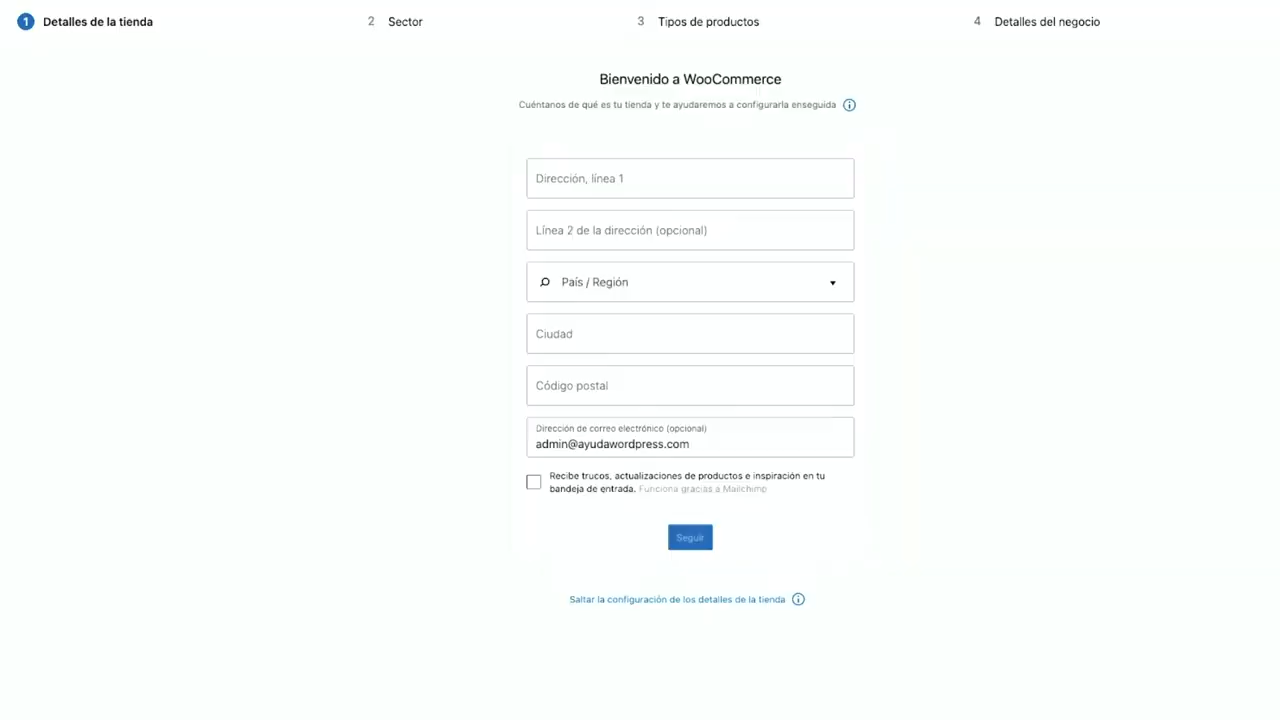 1 Detalles de la tienda
2 Sector
3 Tipos de productos
4 Detalles del negocio
Bienvenido a WooCommerce
Cuéntanos de qué es tu tienda y te ayudaremos a configurarla enseguida
Dirección, línea 1
Línea 2 de la dirección (opcional)
País / Región
Ciudad
Código postal
Dirección de correo electrónico (opcional)
admin@ayudawordpress.com
Recibe trucos, actualizaciones de productos e inspiración en tu
bandeja de entrada. Funciona gracias a Mailchimp
Seguir
Saltar la configuración de los detalles de la tienda